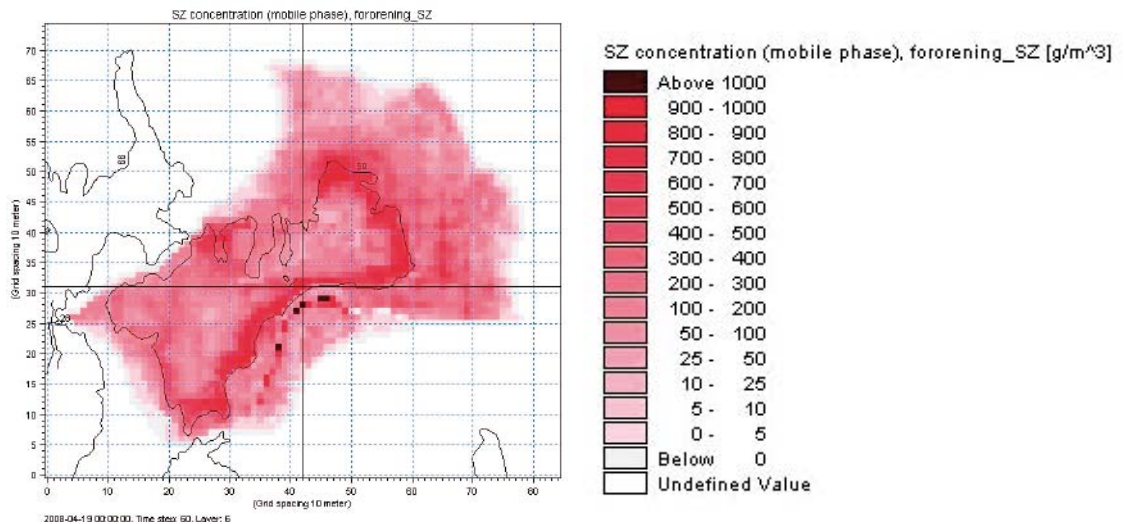 SZ concentration (mobile phase), fororening_SZ
70
65
60
55
50
45
40
35
30
25
20
15
10
5
0
(Grid spacing 10 meter)
0 10 20 30 40 50 60 70 80
(Grid spacing 10 meter)
2008-04-19 00:00:00, Time step: 60, Layer: 6
SZ concentration (mobile phase), fororening_SZ [g/m^3]
Above 1000
900 - 1000
800 - 900
700 - 800
600 - 700
500 - 600
400 - 500
300 - 400
200 - 300
100 - 200
50 - 100
25 - 50
10 - 25
5 - 10
0 - 5
Below 0
Undefined Value